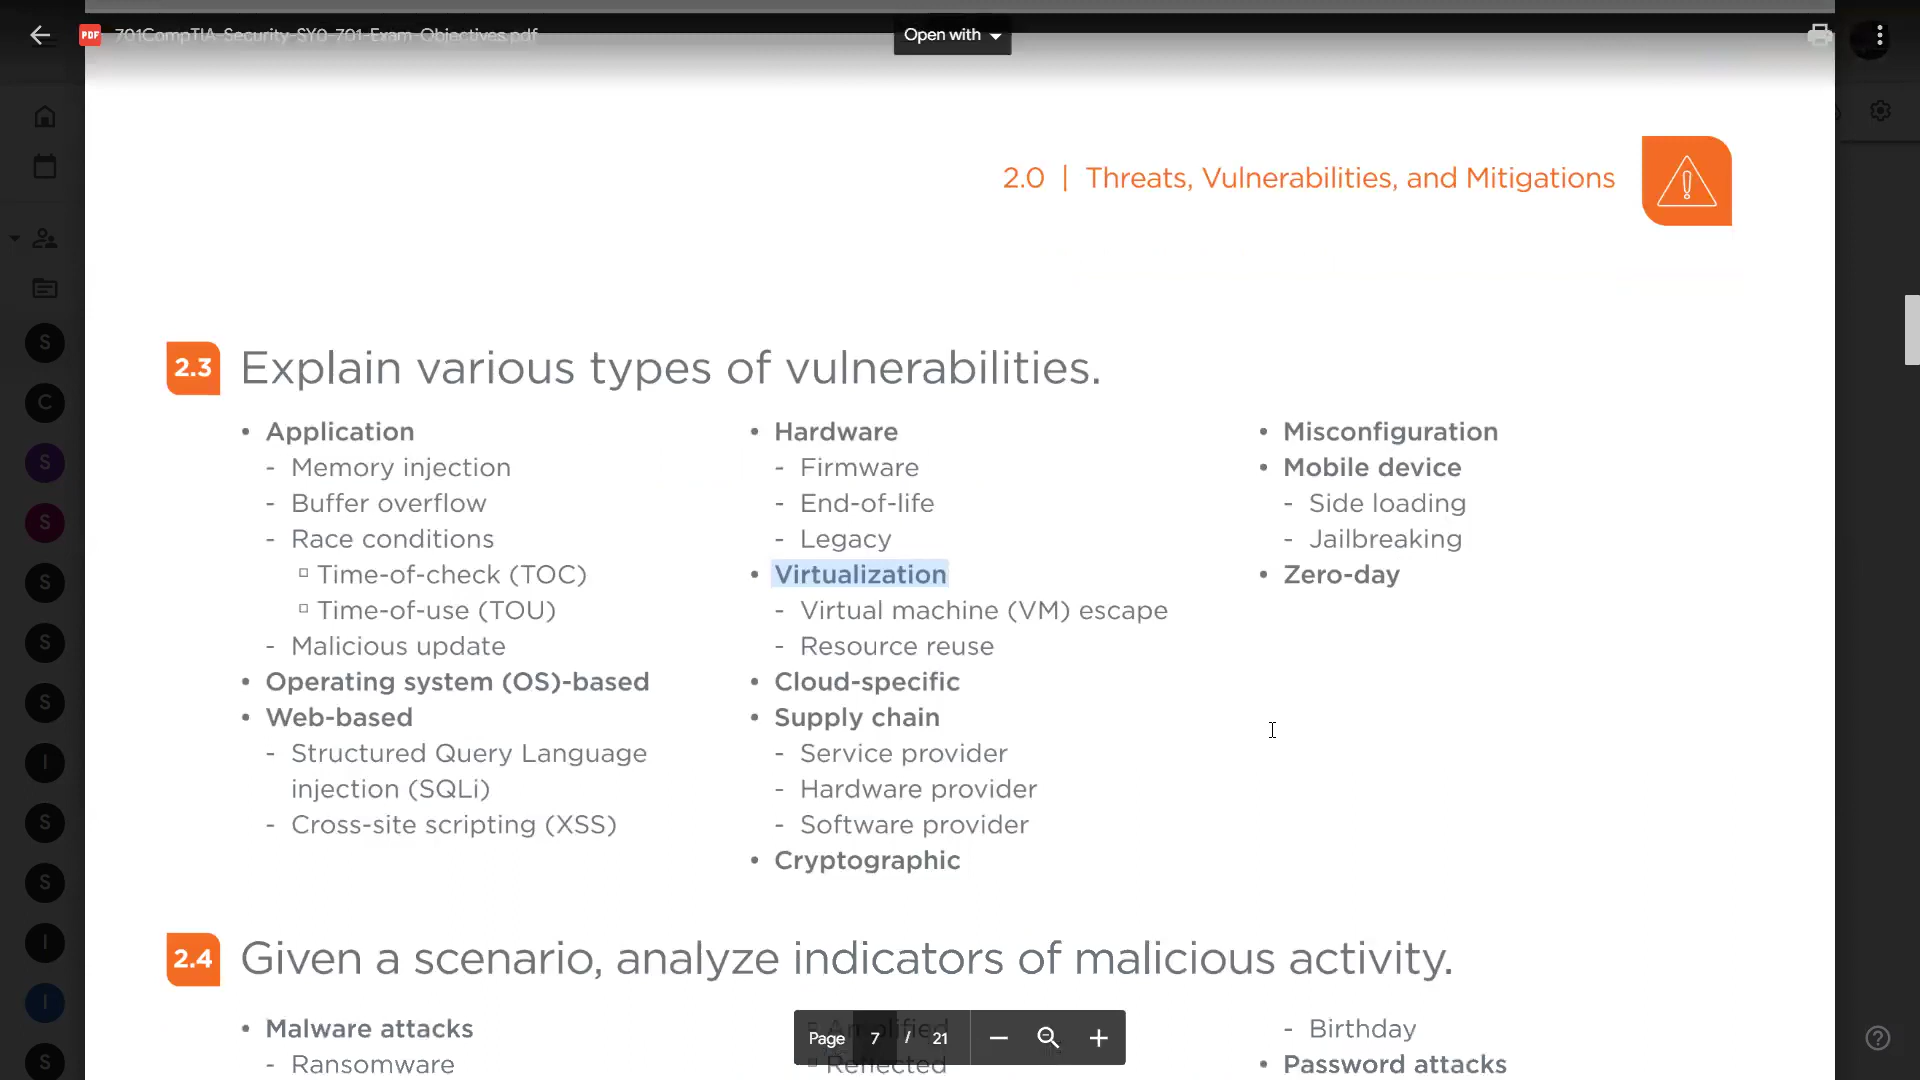 701CompTIA-Security-SY0-701-Exam-Objectives.pdf
Open with
2.0 | Threats, Vulnerabilities, and Mitigations
2.3 Explain various types of vulnerabilities.
• Application
- Memory injection
- Buffer overflow
- Race conditions
▫ Time-of-check (TOC)
▫ Time-of-use (TOU)
- Malicious update
• Operating system (OS)-based
• Web-based
- Structured Query Language
injection (SQLi)
- Cross-site scripting (XSS)
• Hardware
- Firmware
- End-of-life
- Legacy
• Virtualization
- Virtual machine (VM) escape
- Resource reuse
• Cloud-specific
• Supply chain
- Service provider
- Hardware provider
- Software provider
• Cryptographic
• Misconfiguration
• Mobile device
- Side loading
- Jailbreaking
• Zero-day
2.4 Given a scenario, analyze indicators of malicious activity.
• Malware attacks
- Ransomware
▫ Amplified
▫ Reflected
- Birthday
• Password attacks
Page 7 / 21
PDF
S
C
S
S
S
S
S
I
S
S
I
I
S